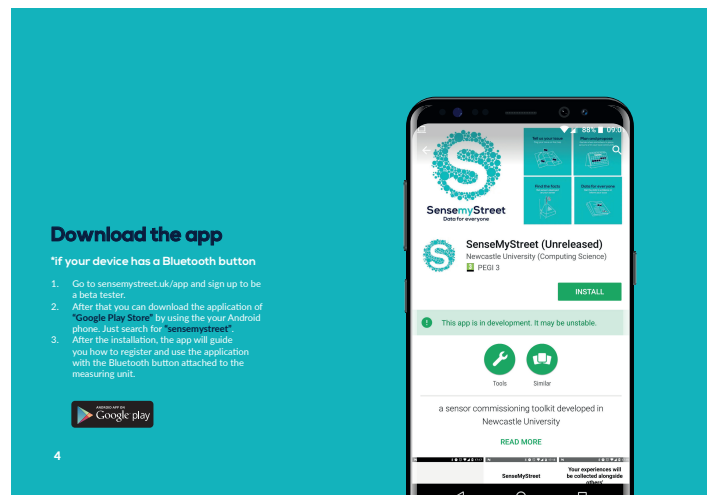 Download the app
*if your device has a Bluetooth button
1. Go to sensemystreet.uk/app and sign up to be
a beta tester.
2. After that you can download the application of
“Google Play Store” by using the your Android
phone. Just search for “sensemystreet”.
3. After the installation, the app will guide
you how to register and use the application
with the Bluetooth button attached to the
measuring unit.
ANDROID APP ON
Google play
4
88% 09:0
S
SensemyStreet
Data for everyone
Find the Data
Data for everyone
SenseMyStreet (Unreleased)
Newcastle University (Computing Science)
PEGI 3
INSTALL
This app is in development. It may be unstable.
Tools
Similar
a sensor commissioning toolkit developed in
Newcastle University
READ MORE
SenseMyStreet
Your experiences will
be collected alongside
others'